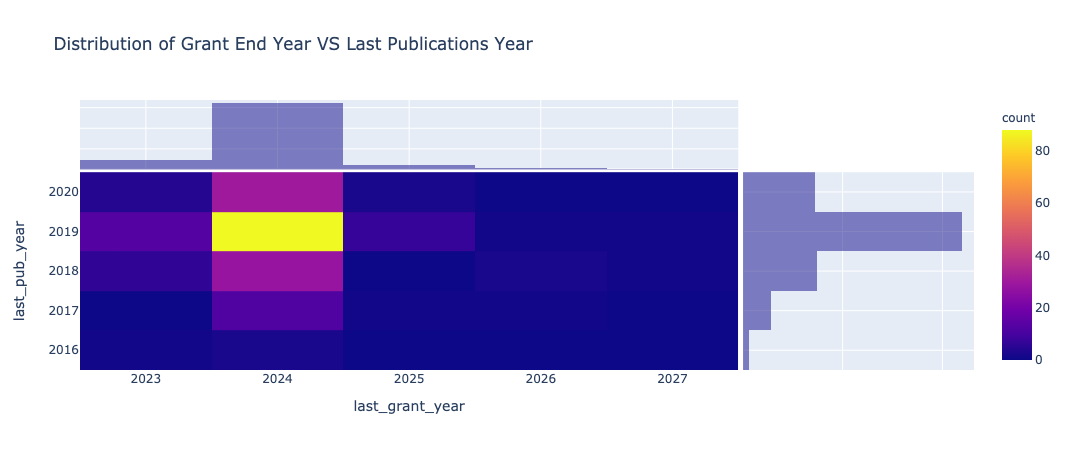 Distribution of Grant End Year VS Last Publications Year
count
80
60
40
20
0
last_pub_year
2020
2019
2018
2017
2016
2023 2024 2025 2026 2027
last_grant_year